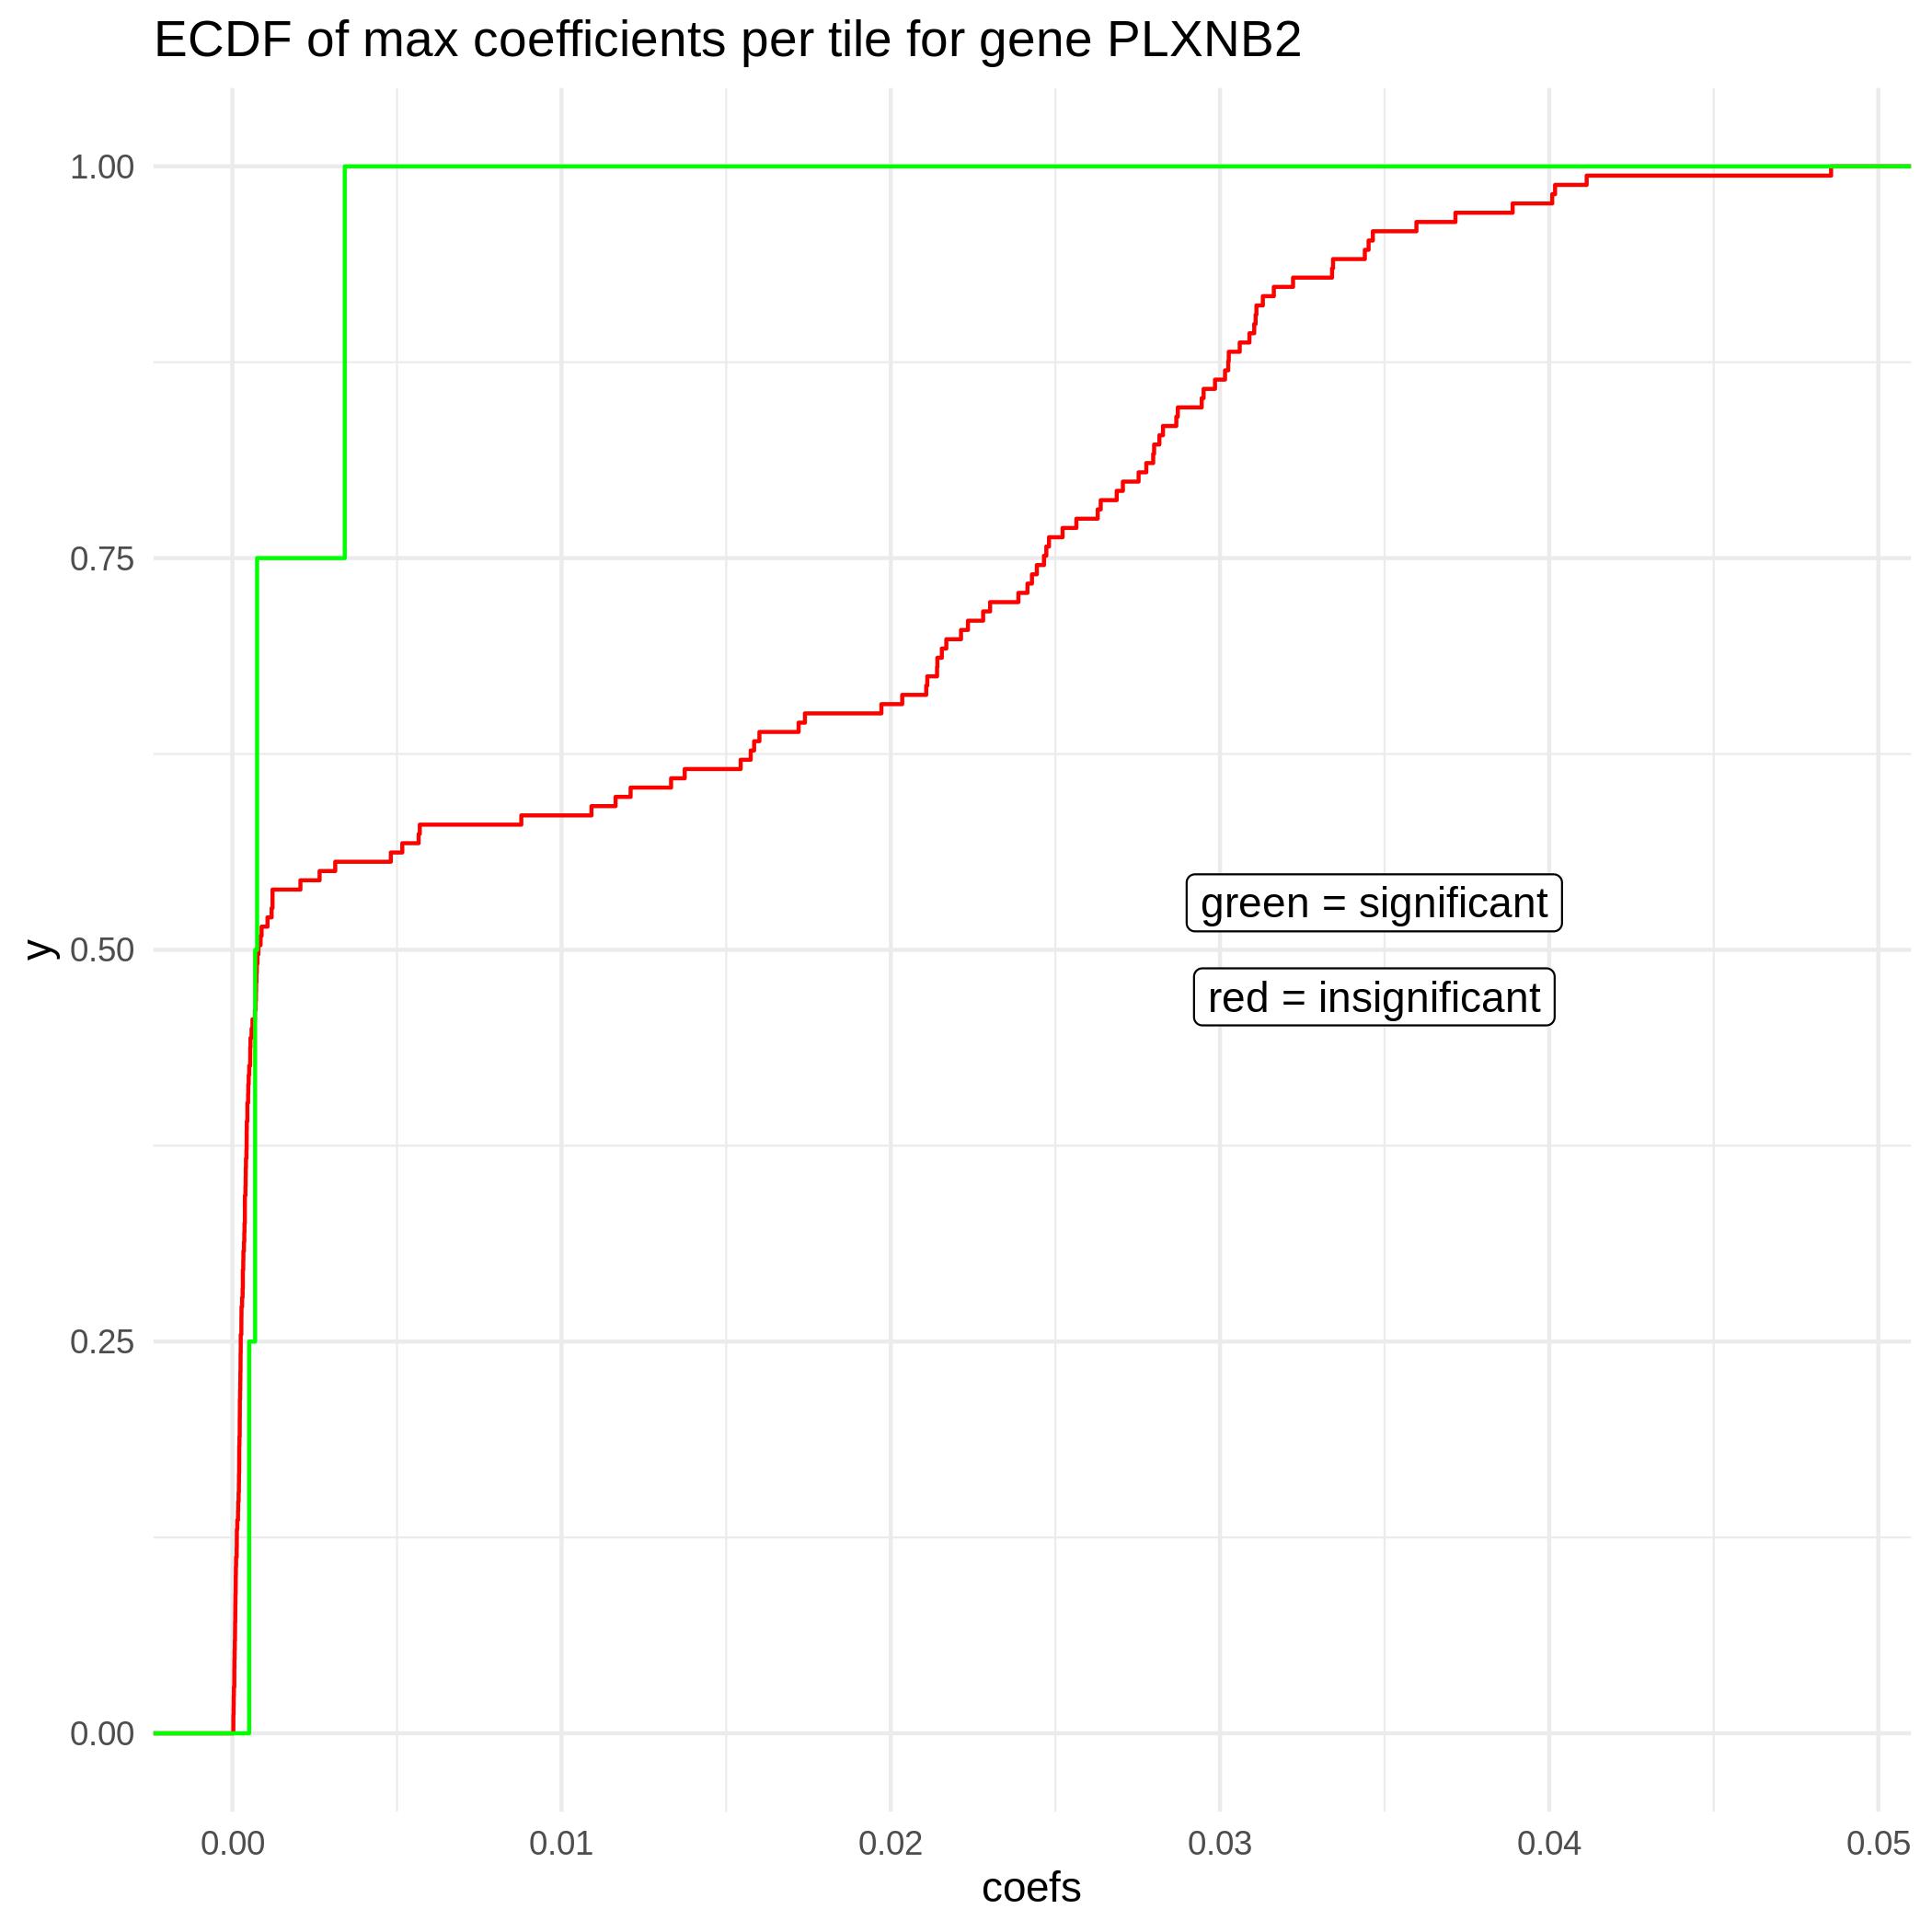 ECDF of max coefficients per tile for gene PLXNB2
1.00
0.75
0.50
0.25
0.00
y
green = significant
red = insignificant
0.00 0.01 0.02 0.03 0.04 0.05
coefs